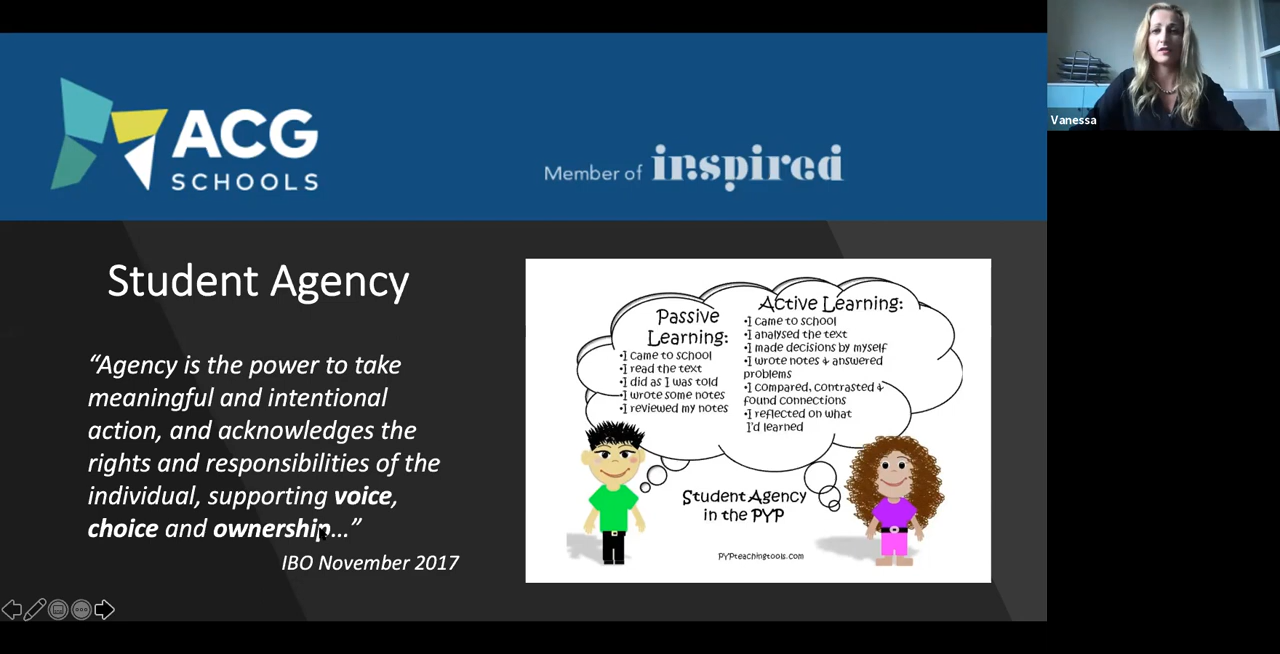 ACG
SCHOOLS
Member of inspired
Vanessa
Student Agency
“Agency is the power to take
meaningful and intentional
action, and acknowledges the
rights and responsibilities of the
individual, supporting voice,
choice and ownership…”
IBO November 2017
Passive
Learning:
•I came to school
•I read the text
•I did as I was told
•I wrote some notes
•I reviewed my notes
Active Learning:
•I came to school
•I analysed the text
•I made decisions by myself
•I wrote notes & answered
problems
•I compared, contrasted &
found connections
•I reflected on what
I'd learned
Student Agency
in the PYP
PYPteachingtools.com